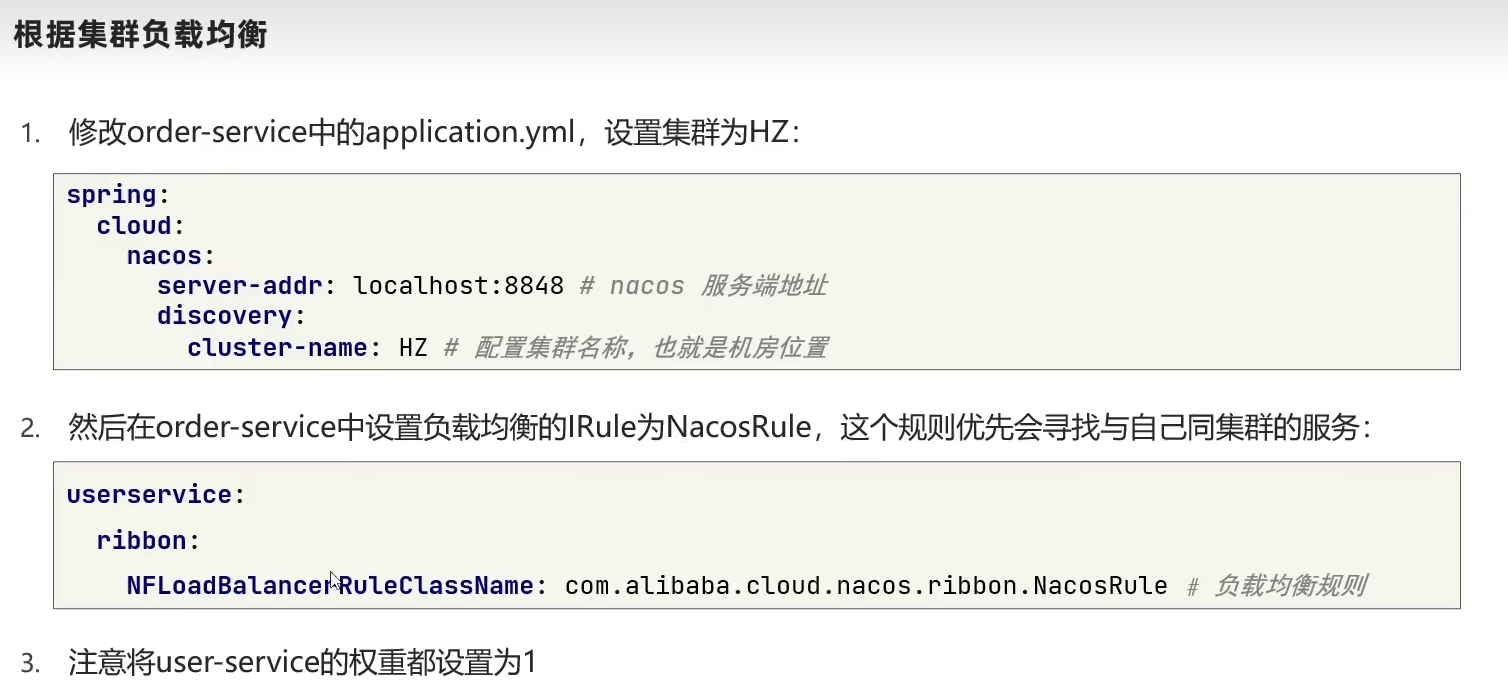 根据集群负载均衡
1. 修改order-service中的application.yml，设置集群为HZ：
spring:
  cloud:
    nacos:
      server-addr: localhost:8848 # nacos 服务端地址
      discovery:
        cluster-name: HZ # 配置集群名称，也就是机房位置
2. 然后在order-service中设置负载均衡的IRule为NacosRule，这个规则优先会寻找与自己同集群的服务：
userservice:
  ribbon:
    NFLoadBalancerRuleClassName: com.alibaba.cloud.nacos.ribbon.NacosRule # 负载均衡规则
3. 注意将user-service的权重都设置为1